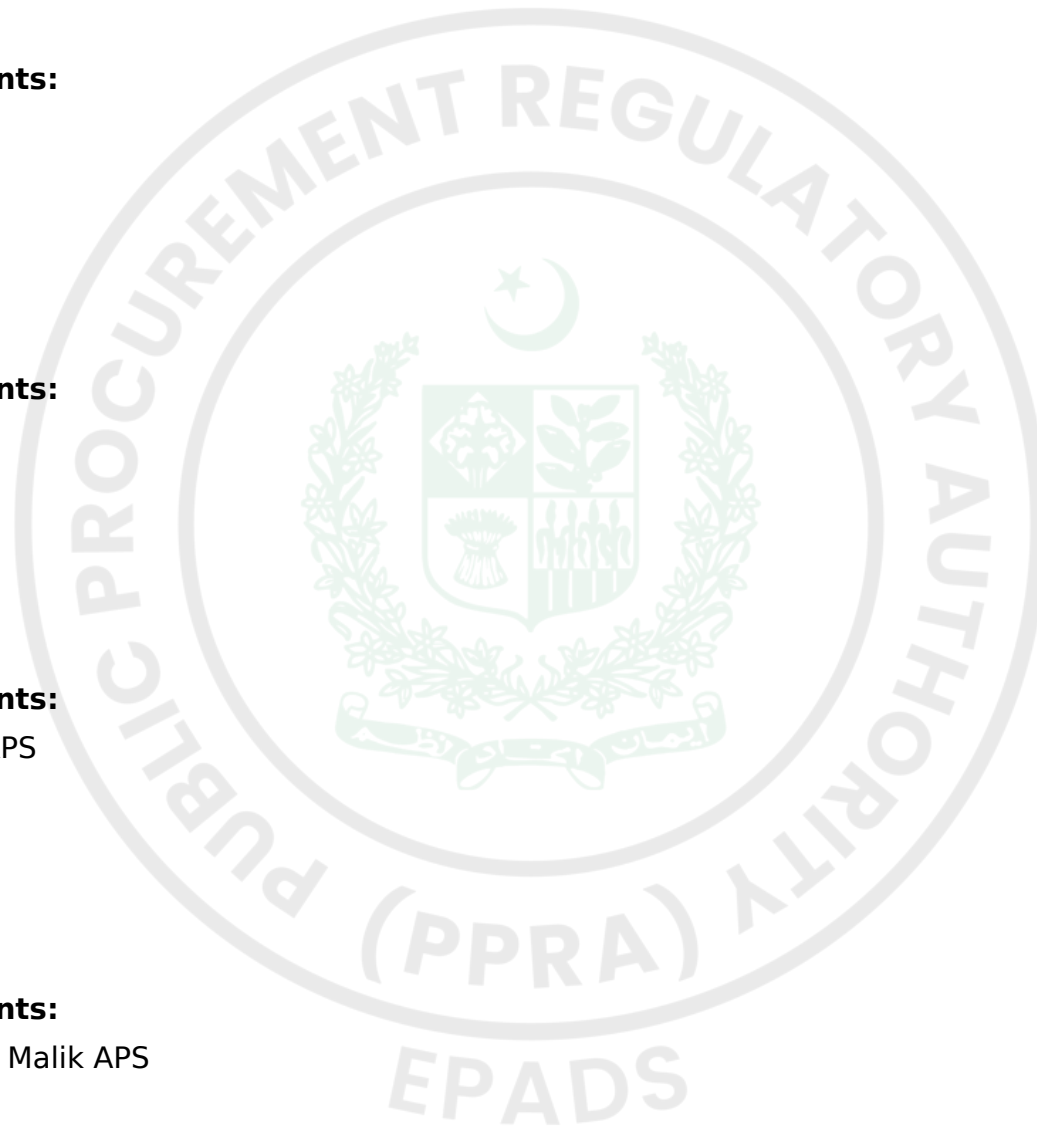 nts:
nts:
nts:
PS
nts:
Malik APS
PUBLIC PROCUREMENT REGULATORY AUTHORITY
(PPRA)
EPADS